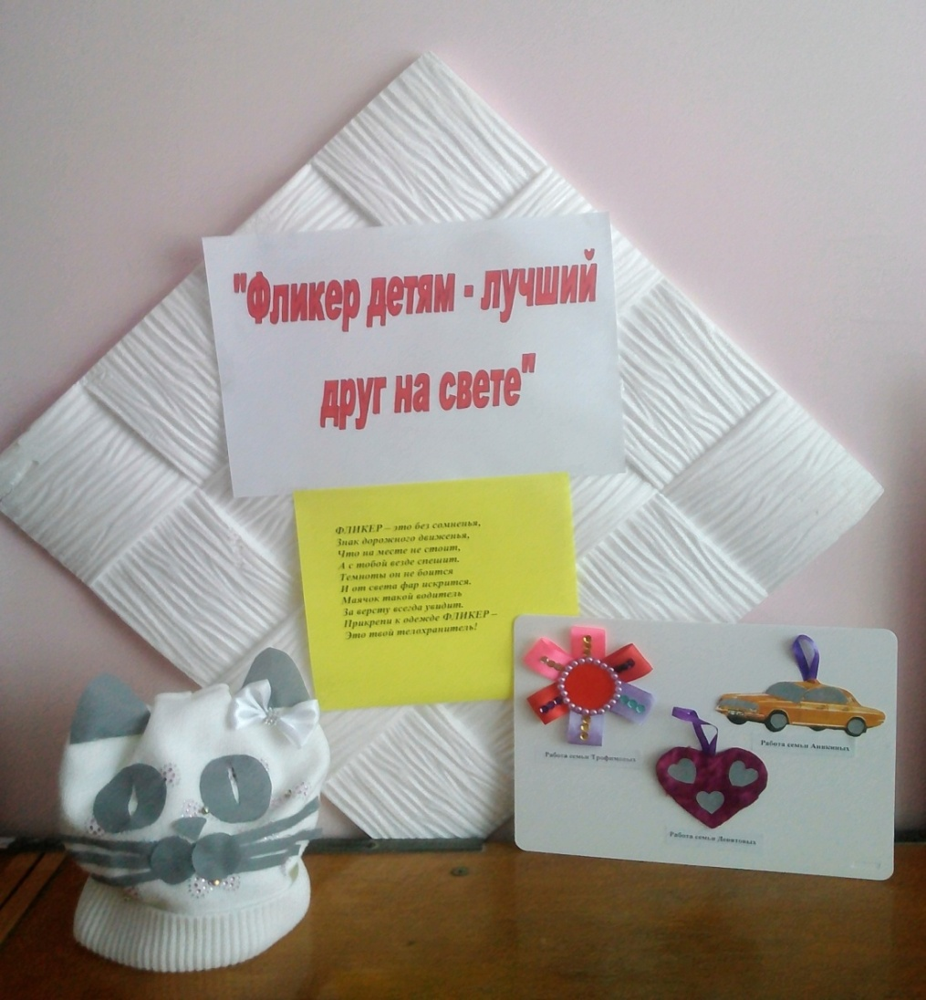 "Фликер детям - лучший
друг на свете"
ФЛИКЕР – это без сомненья,
Знак дорожного движенья,
Что на месте не стоит,
А с тобой везде спешит.
Темноты он не боится
И от света фар искрится.
Маячок такой водитель
За версту всегда увидит.
Прикрепи к одежде ФЛИКЕР –
Это твой телохранитель!
Работа семьи Трофимовых
Работа семьи Аникиных
Работа семьи